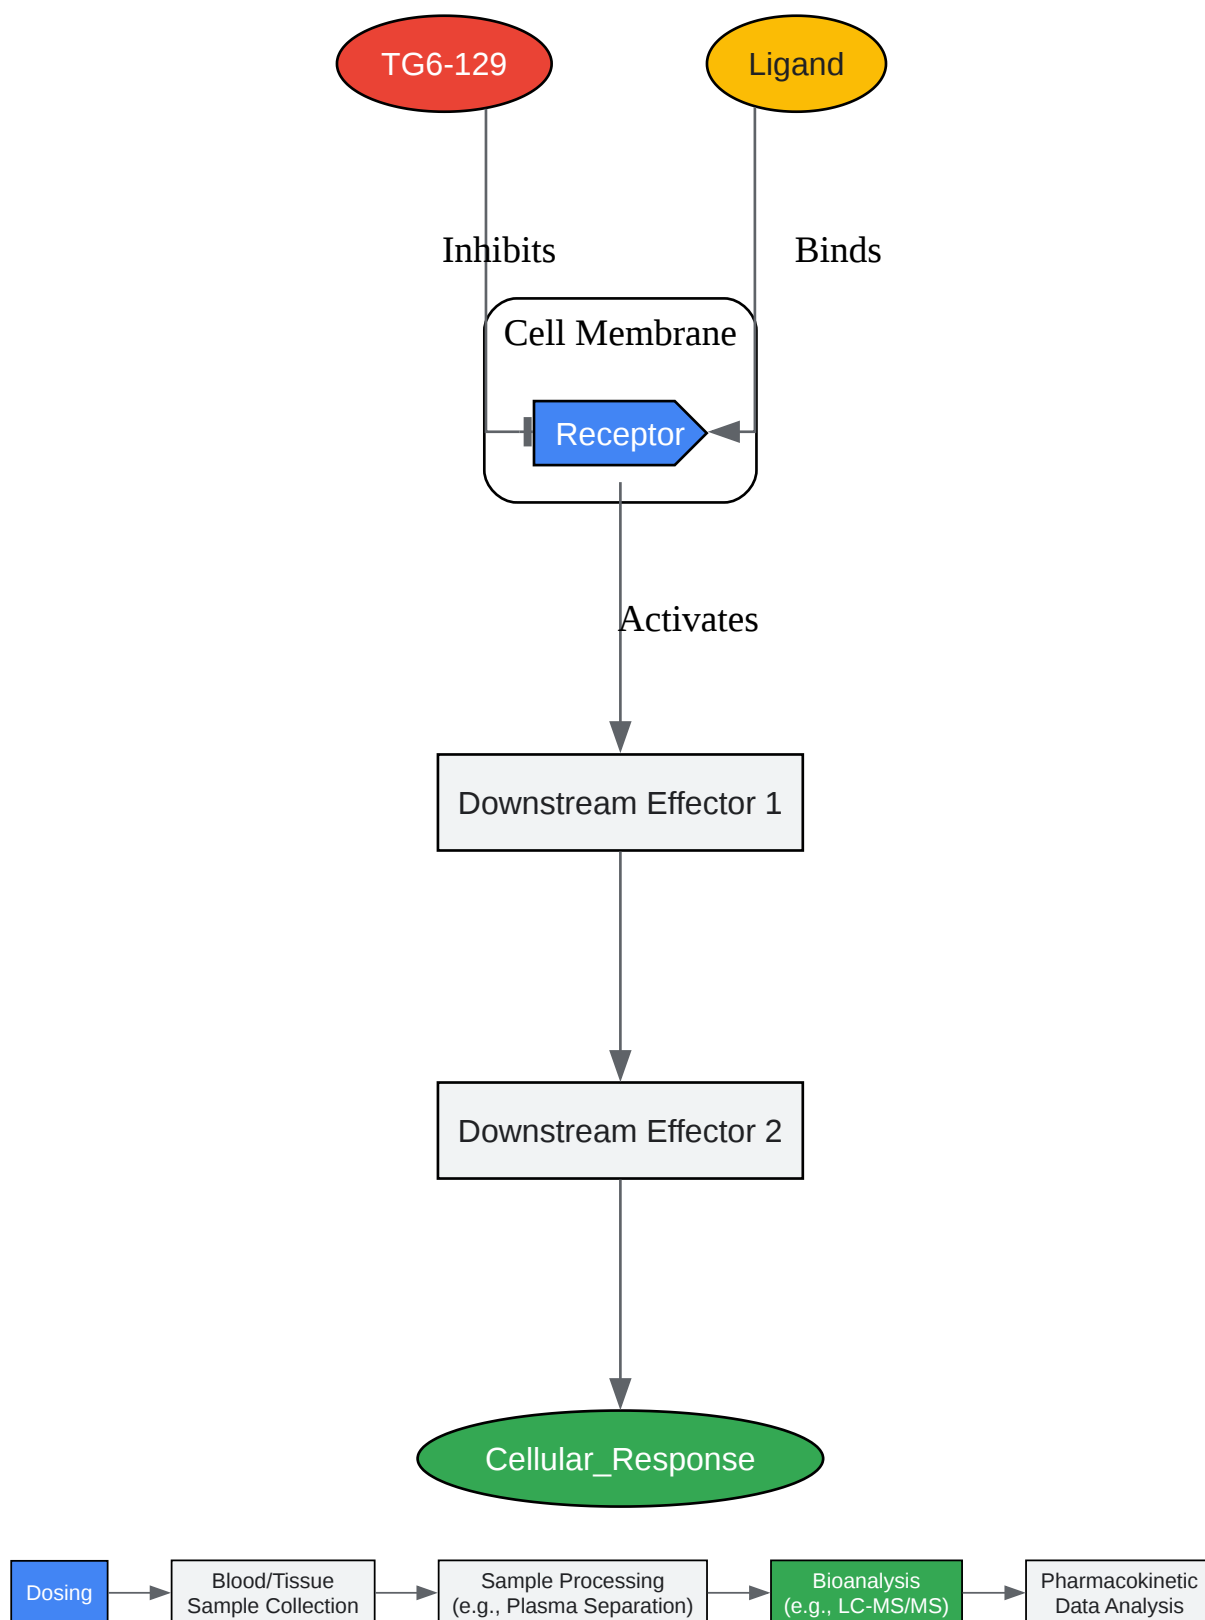 TG6-129
Ligand
Inhibits
Binds
Cell Membrane
Receptor
Activates
Downstream Effector 1
Downstream Effector 2
Cellular_Response
Dosing
Blood/Tissue
Sample Collection
Sample Processing
(e.g., Plasma Separation)
Bioanalysis
(e.g., LC-MS/MS)
Pharmacokinetic
Data Analysis